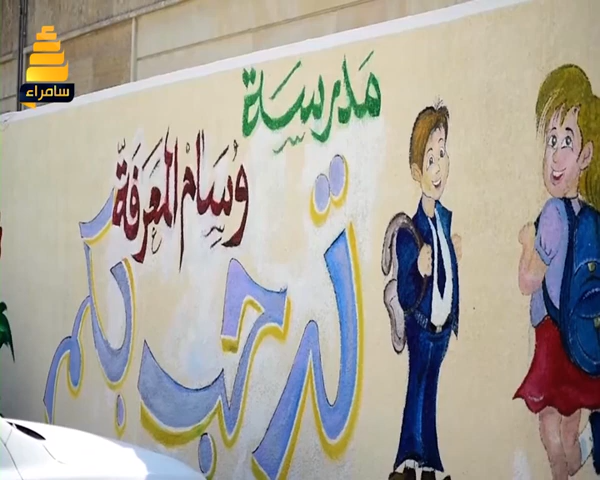 سامراء
مدرسة
وسام المعرفة
ترحب بكم